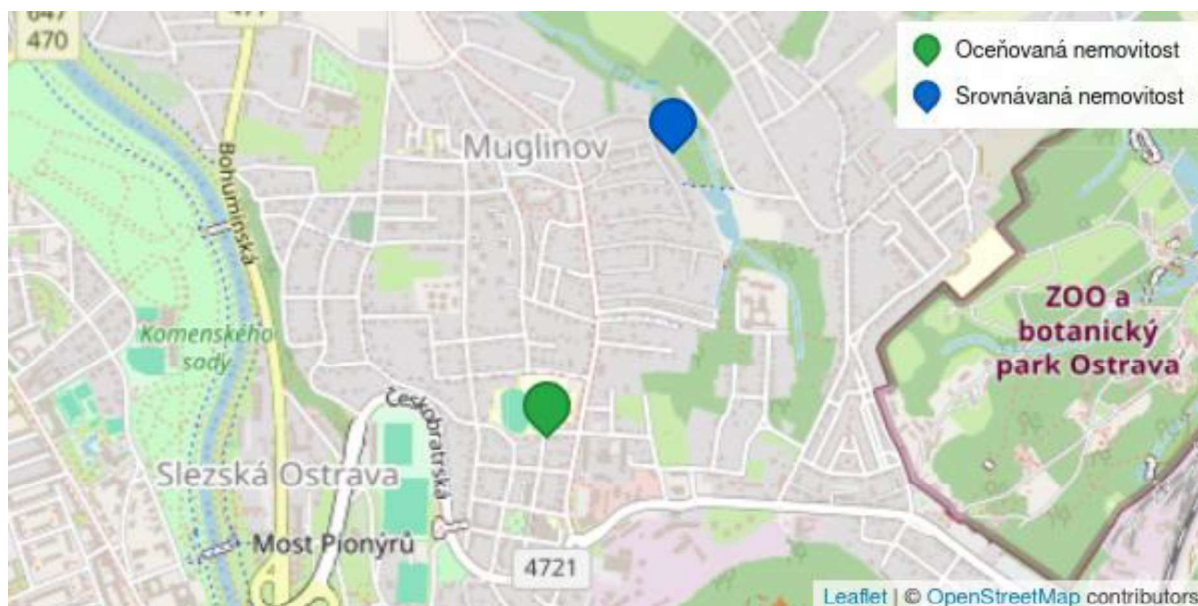 647
470
477
Oceňovaná nemovitost
Srovnávaná nemovitost
Muglinov
Bohumínská
ZOO a
botanický
park Ostrava
Komenského
sady
Českobratrská
Slezská Ostrava
Most Pionýrů
4721
Leaflet | © OpenStreetMap contributors